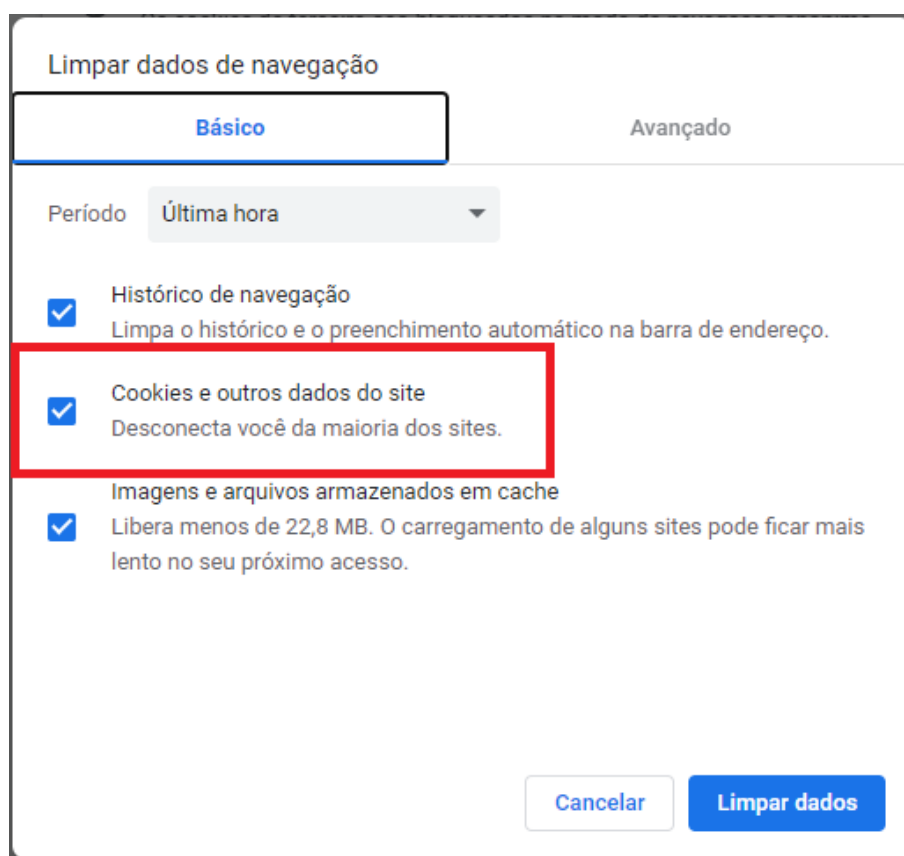 Limpar dados de navegação
Básico
Avançado
Período
Última hora
Histórico de navegação
Limpa o histórico e o preenchimento automático na barra de endereço.
Cookies e outros dados do site
Desconecta você da maioria dos sites.
Imagens e arquivos armazenados em cache
Libera menos de 22,8 MB. O carregamento de alguns sites pode ficar mais
lento no seu próximo acesso.
Cancelar
Limpar dados